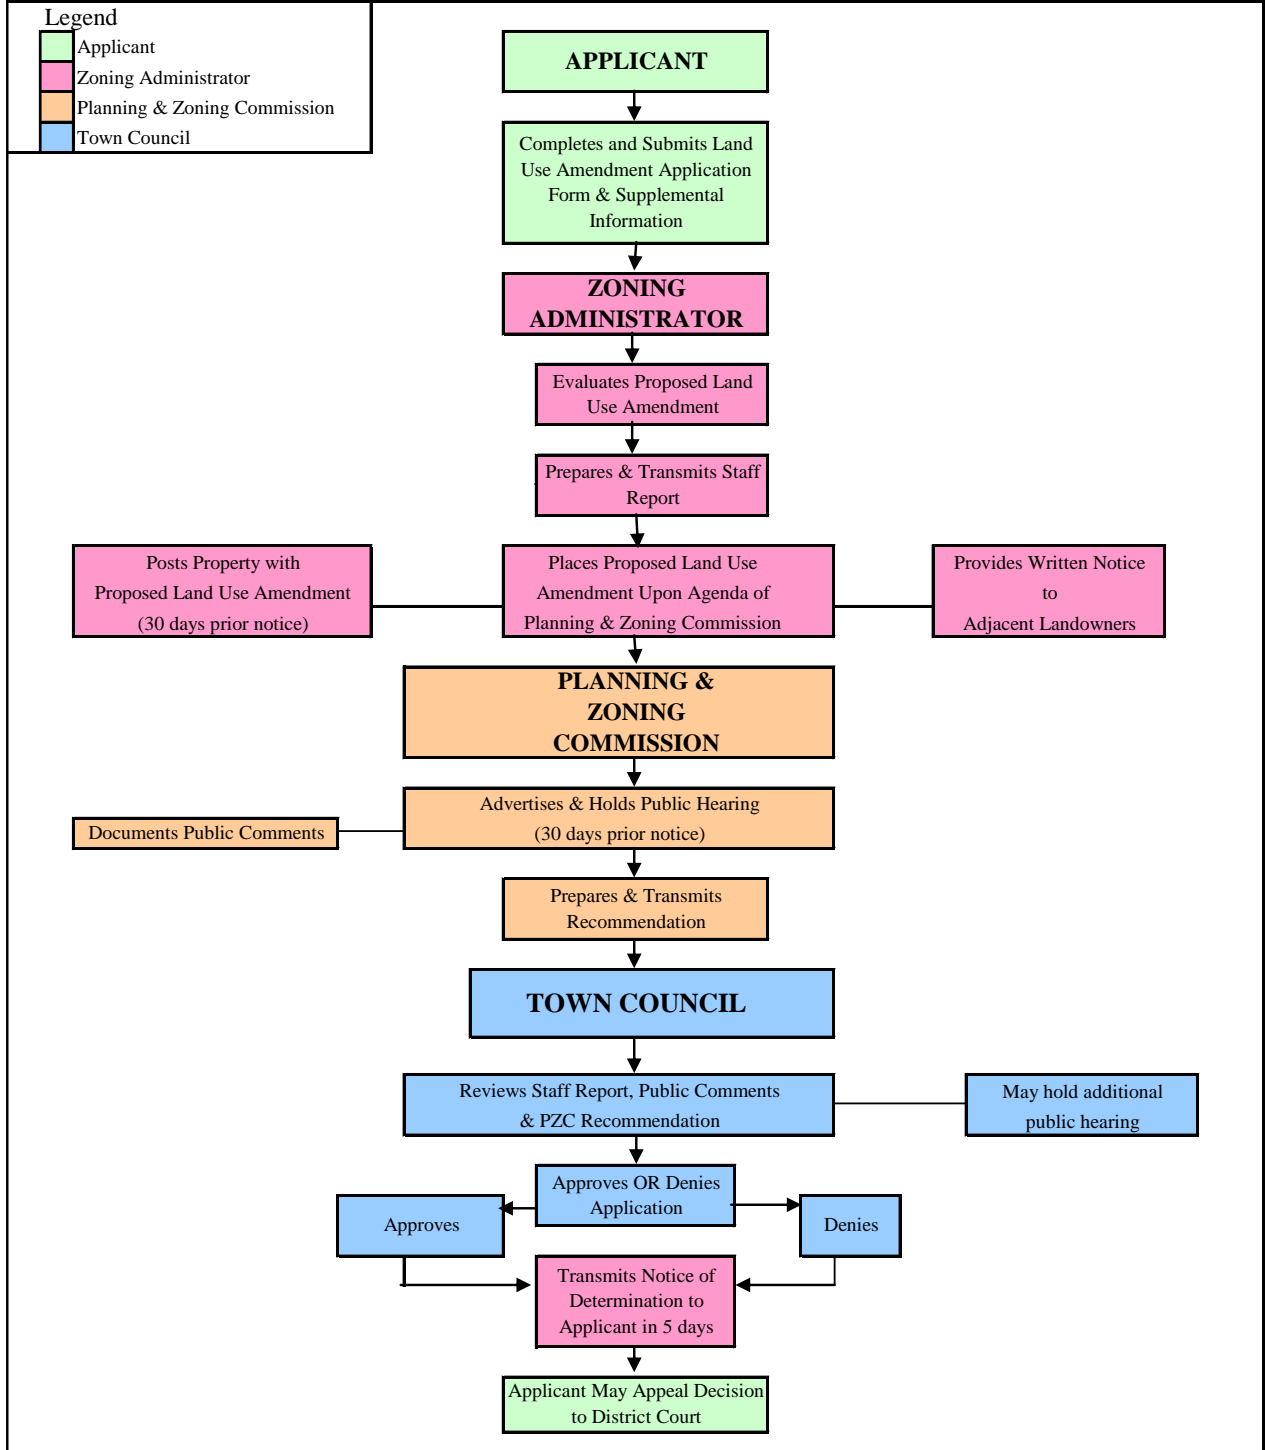 Legend
Applicant
Zoning Administrator
Planning & Zoning Commission
Town Council
APPLICANT
Completes and Submits Land
Use Amendment Application
Form & Supplemental
Information
ZONING
ADMINISTRATOR
Evaluates Proposed Land
Use Amendment
Prepares & Transmits Staff
Report
Posts Property with
Proposed Land Use Amendment
(30 days prior notice)
Places Proposed Land Use
Amendment Upon Agenda of
Planning & Zoning Commission
Provides Written Notice
to
Adjacent Landowners
PLANNING &
ZONING
COMMISSION
Advertises & Holds Public Hearing
(30 days prior notice)
Documents Public Comments
Prepares & Transmits
Recommendation
TOWN COUNCIL
Reviews Staff Report, Public Comments
& PZC Recommendation
May hold additional
public hearing
Approves OR Denies
Application
Approves
Denies
Transmits Notice of
Determination to
Applicant in 5 days
Applicant May Appeal Decision
to District Court